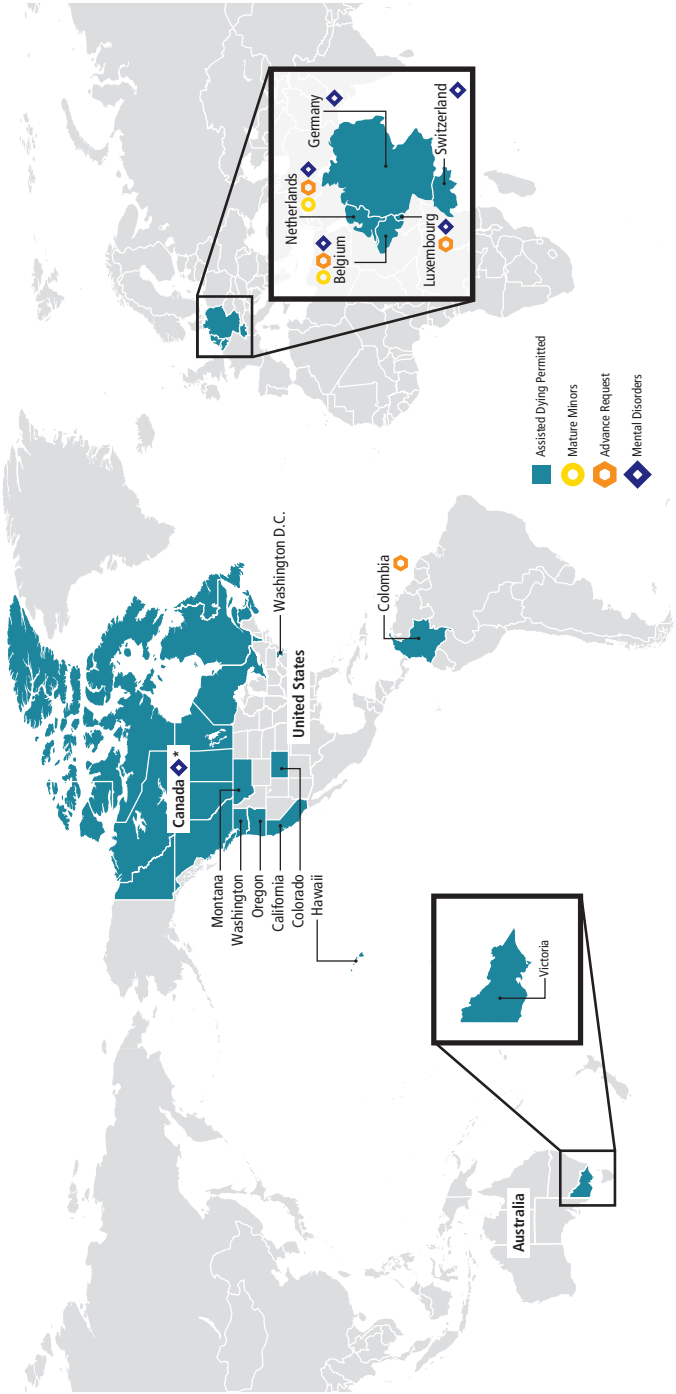 Canada *
Montana
Washington
Oregon
California
Colorado
Hawaii
United States
Washington D.C.
Colombia
Netherlands
Germany
Belgium
Luxembourg
Switzerland
Australia
Victoria
Assisted Dying Permitted
Mature Minors
Advance Request
Mental Disorders